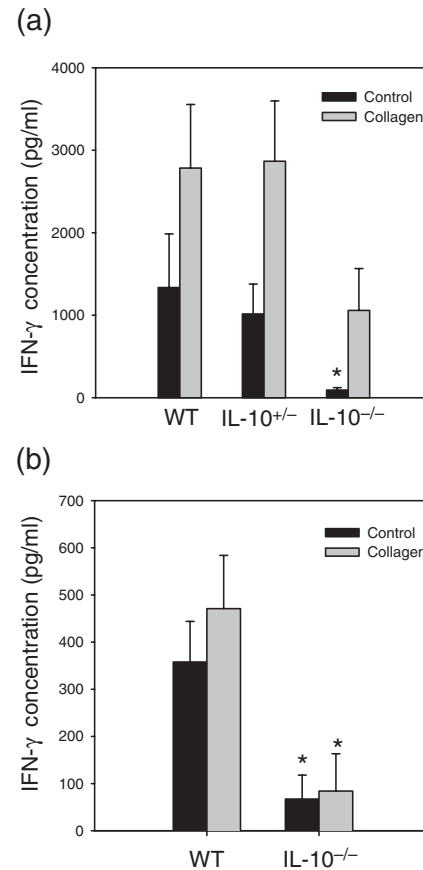 (a)
4000
3000
2000
1000
0
IFN-γ concentration (pg/ml)
Control
Collagen
*
WT IL-10+/– IL-10–/–
(b)
700
600
500
400
300
200
100
0
IFN-γ concentration (pg/ml)
Control
Collagen
* *
WT IL-10–/–